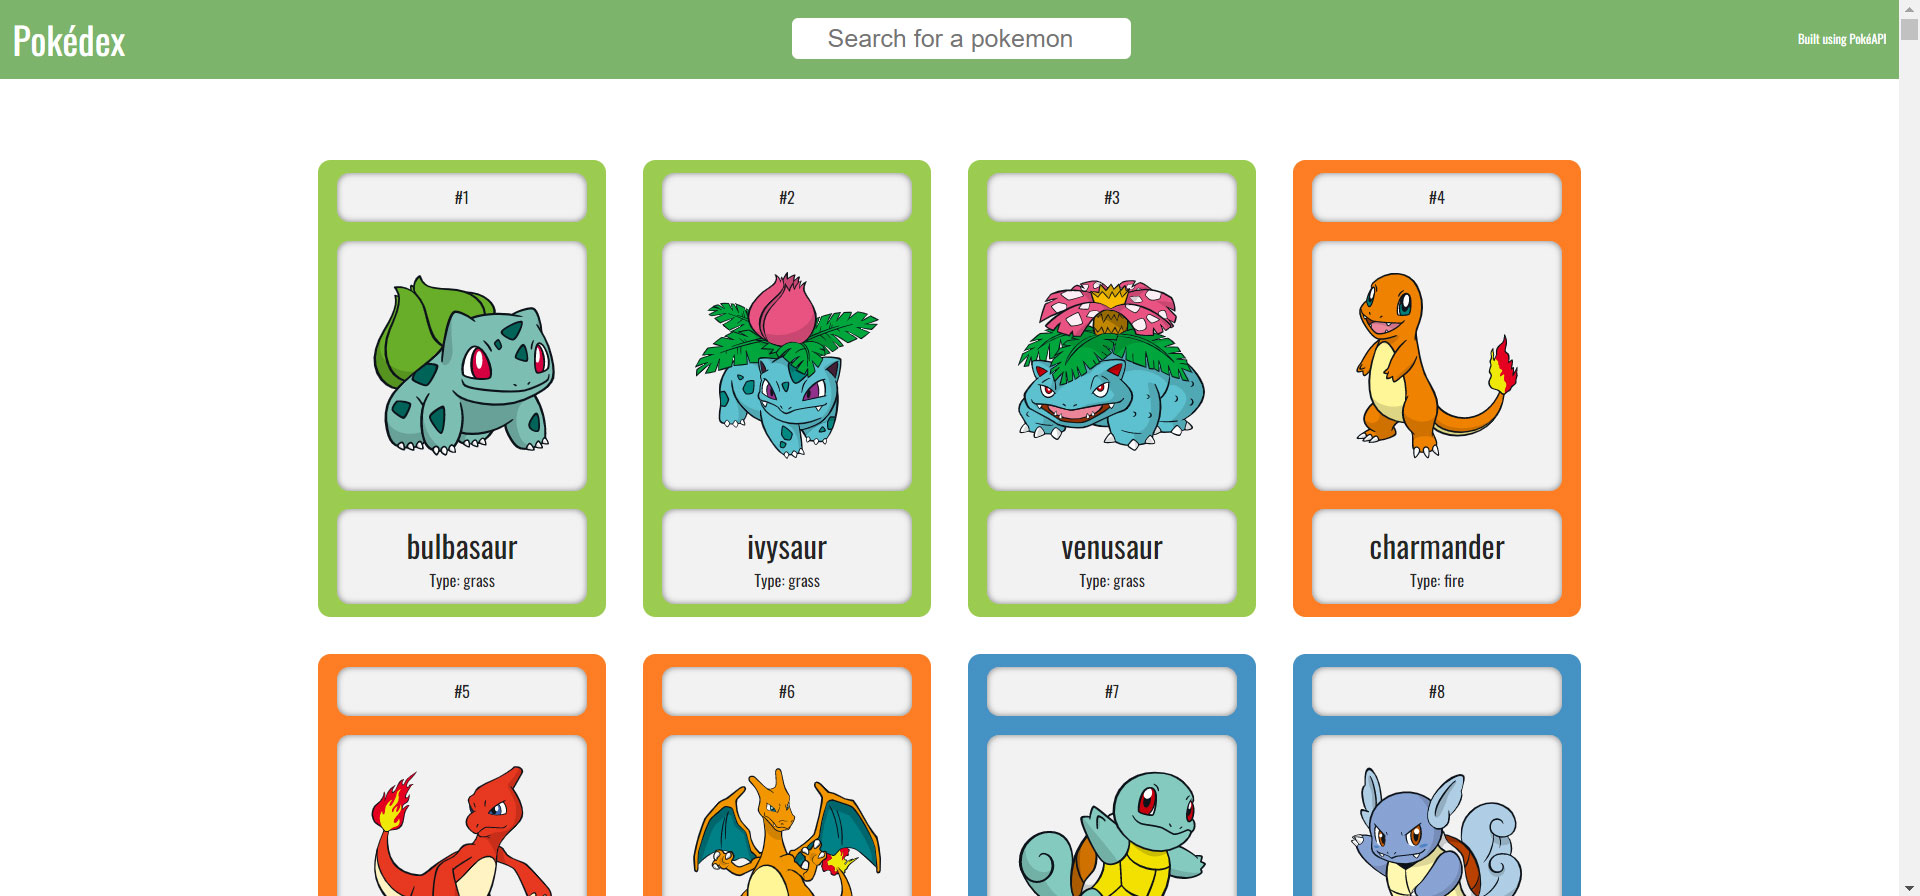 Pokédex
Search for a pokemon
Built using PokéAPI
#1
#2
#3
#4
bulbasaur
Type: grass
ivysaur
Type: grass
venusaur
Type: grass
charmander
Type: fire
#5
#6
#7
#8